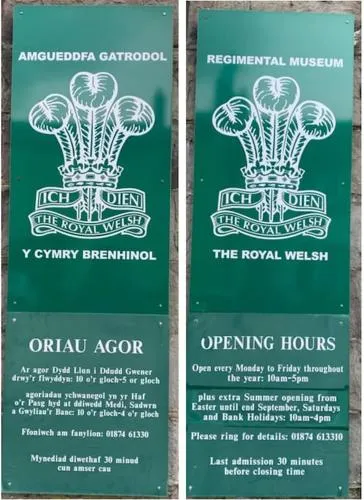 AMGUEDDFA GATRODOL
ICH DIEN
THE ROYAL WELSH
Y CYMRY BRENHINOL
ORIAU AGOR
Ar agor Dydd Llun i Ddudd Gwener
drwy'r flwyddyn: 10 o'r gloch-5 or gloch
agoriadau ychwanegol yn yr Haf
o'r Pasg hyd at ddiwedd Medi, Sadwrn
a Gwyliau'r Banc: 10 o'r gloch-4 o'r gloch
Ffoniwch am fanylion: 01874 61330
Mynediad diwethaf 30 minud
cun amser cau
REGIMENTAL MUSEUM
ICH DIEN
THE ROYAL WELSH
THE ROYAL WELSH
OPENING HOURS
Open every Monday to Friday throughout
the year: 10am-5pm
plus extra Summer opening from
Easter until end September, Saturdays
and Bank Holidays: 10am-4pm
Please ring for details: 01874 613310
Last admission 30 minutes
before closing time